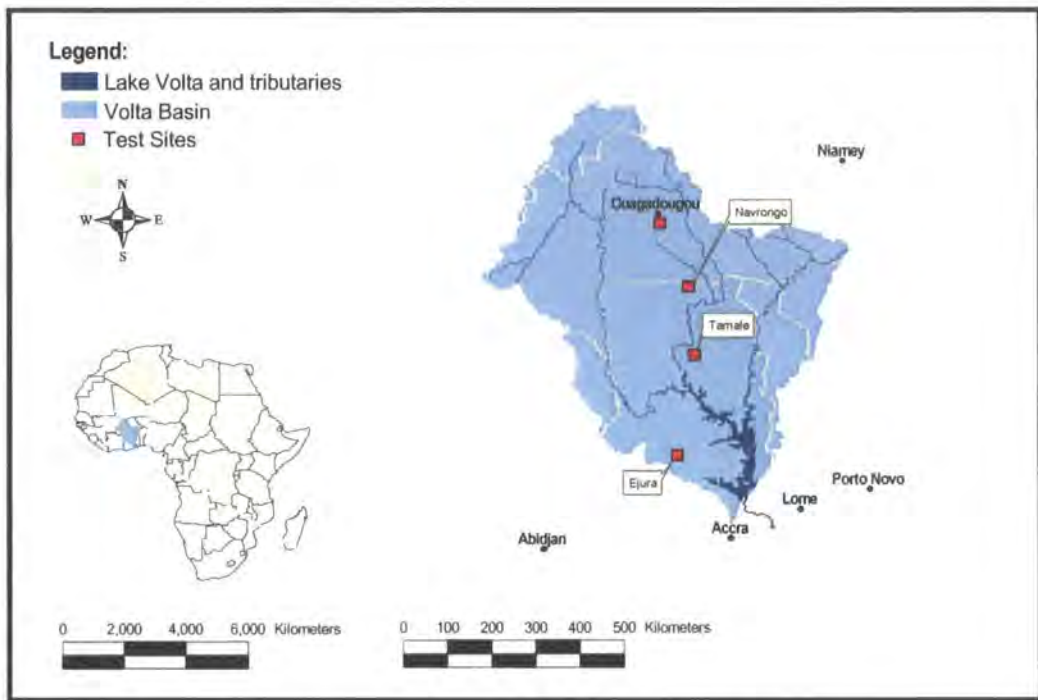 Legend:
Lake Volta and tributaries
Volta Basin
Test Sites
N
W E
S
Niamey
Ouagadougou
Navrongo
Tamale
Ejura
Porto Novo
Lome
Accra
Abidjan
0 2,000 4,000 6,000 Kilometers
0 100 200 300 400 500 Kilometers